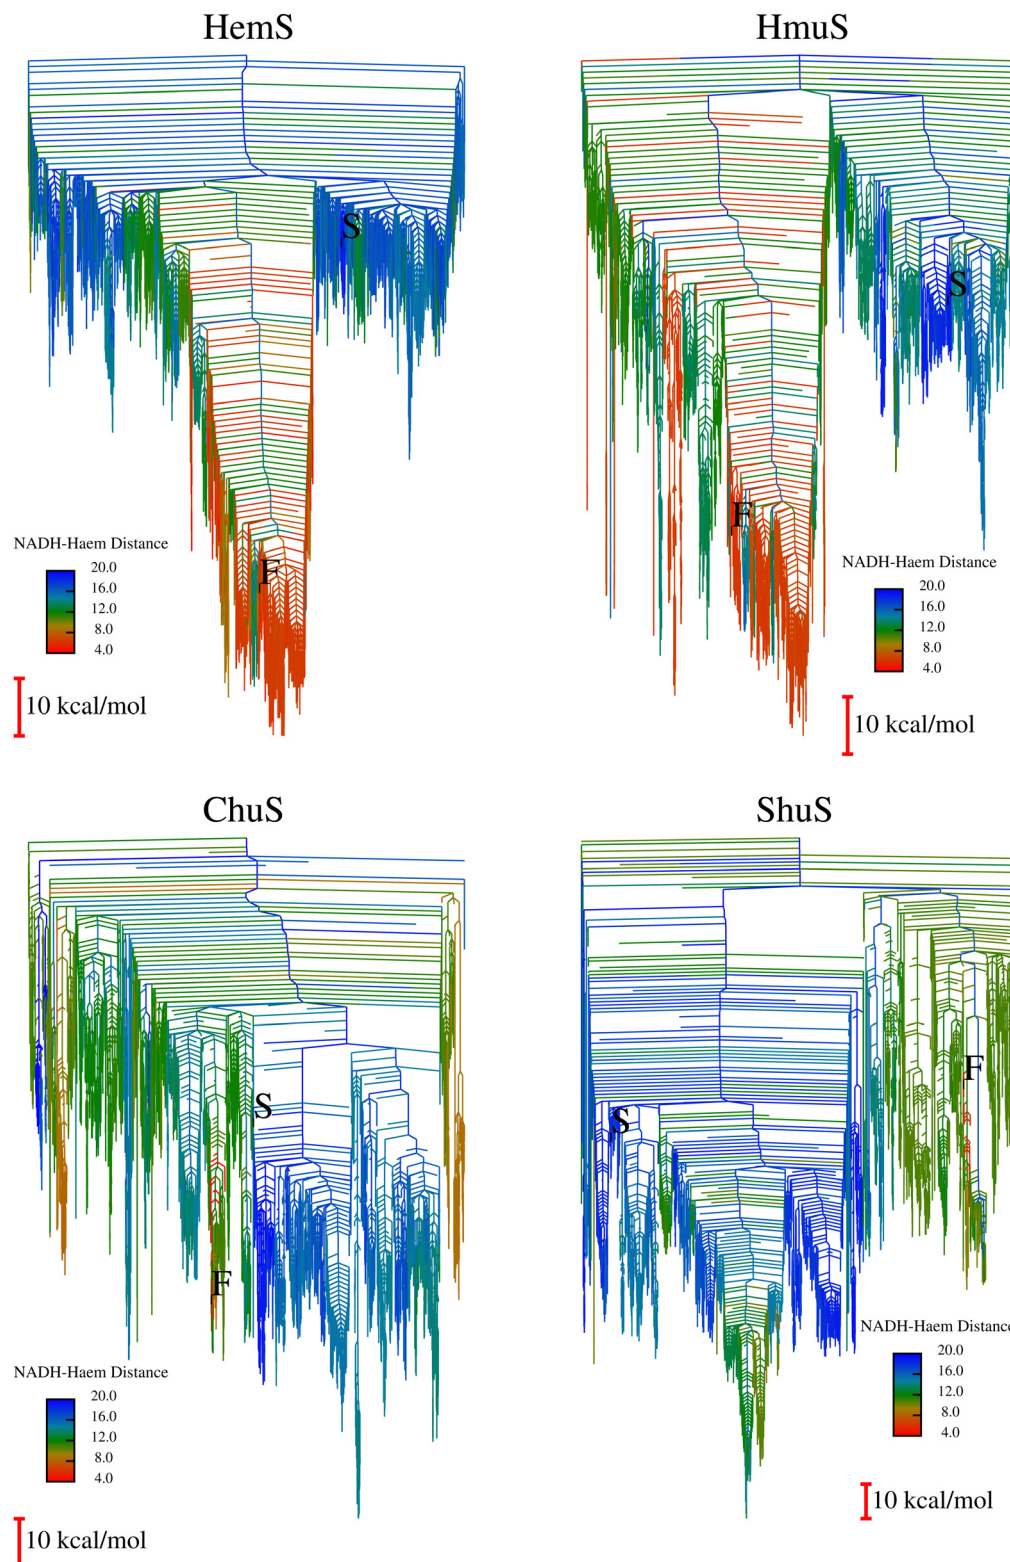 HemS
S
F
NADH-Haem Distance
20.0
16.0
12.0
8.0
4.0
10 kcal/mol
HmuS
S
F
NADH-Haem Distance
20.0
16.0
12.0
8.0
4.0
10 kcal/mol
ChuS
S
F
NADH-Haem Distance
20.0
16.0
12.0
8.0
4.0
10 kcal/mol
ShuS
F
S
NADH-Haem Distance
20.0
16.0
12.0
8.0
4.0
10 kcal/mol